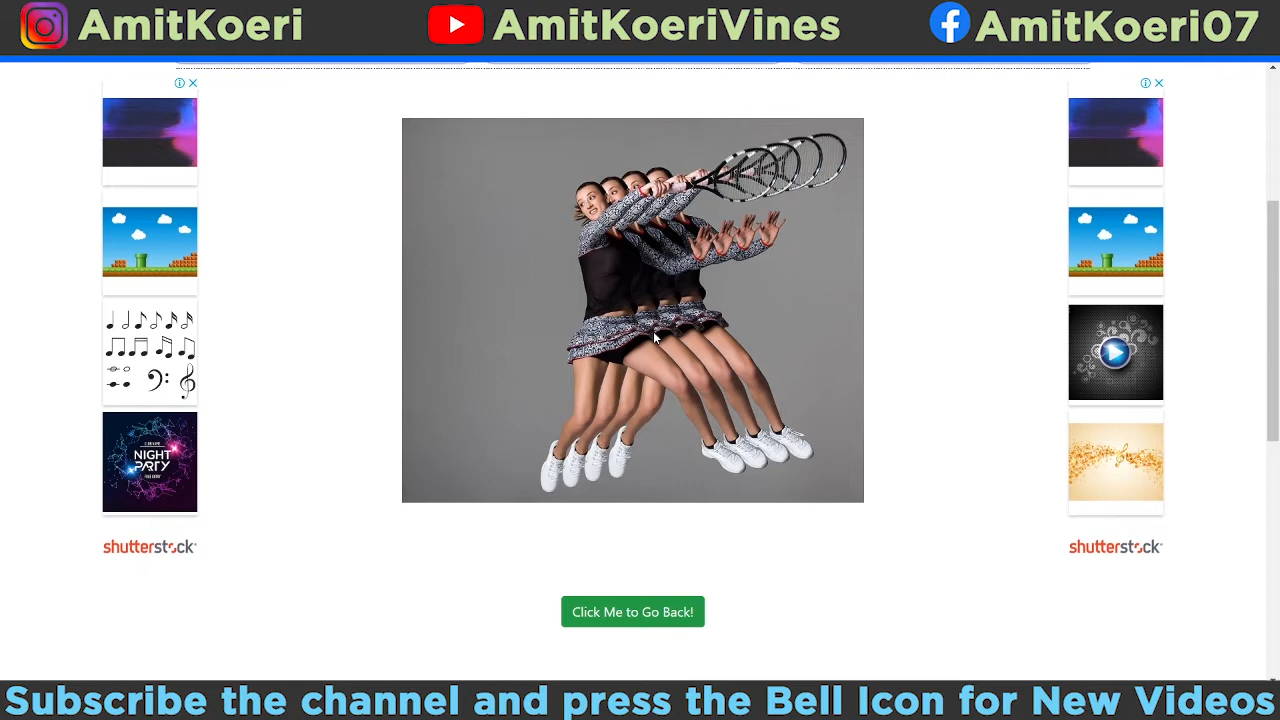 AmitKoeri
AmitKoeriVines
AmitKoeri07
NIGHT
PARTY
shutterstock
shutterstock
Click Me to Go Back!
Subscribe the channel and press the Bell Icon for New Videos